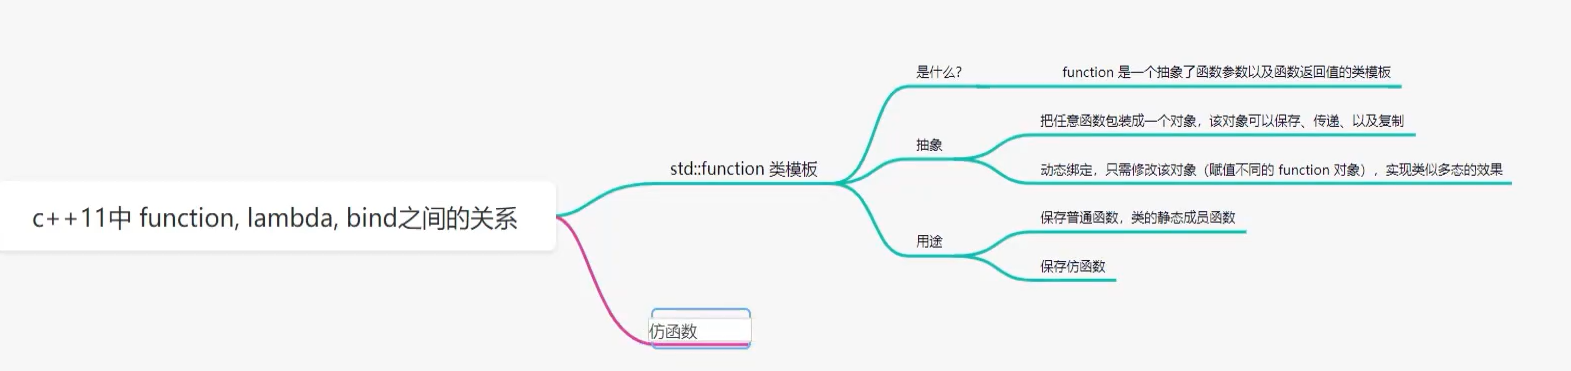 c++11中 function, lambda, bind之间的关系
std::function 类模板
是什么?
function 是一个抽象了函数参数以及函数返回值的类模板
抽象
把任意函数包装成一个对象，该对象可以保存、传递、以及复制
动态绑定，只需修改该对象（赋值不同的 function 对象），实现类似多态的效果
用途
保存普通函数，类的静态成员函数
保存仿函数
仿函数